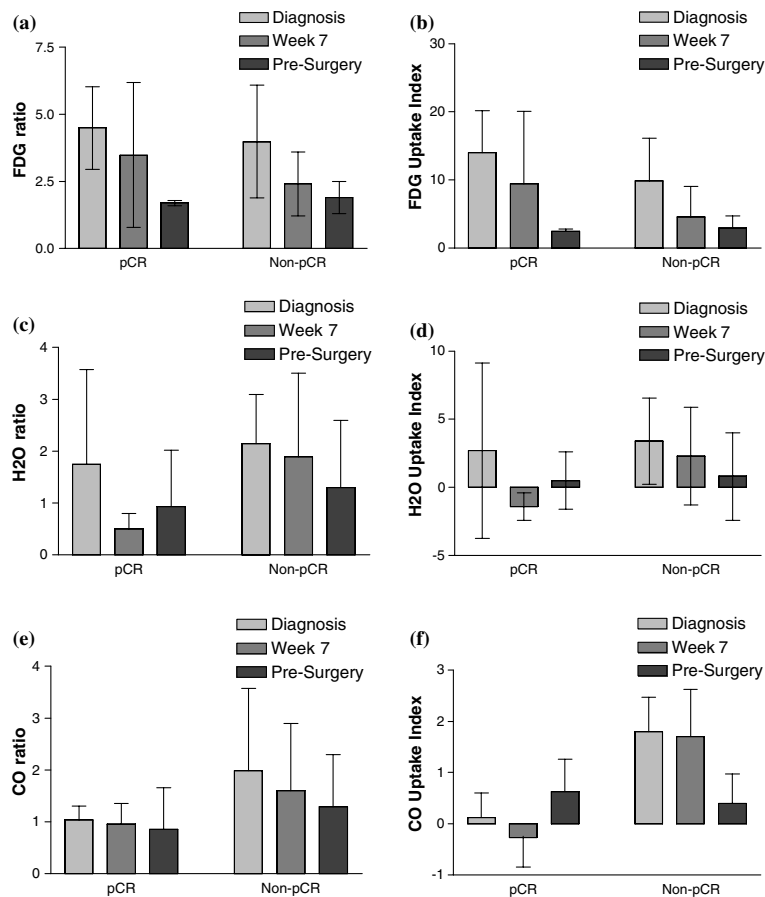 (a)
Diagnosis
Week 7
Pre-Surgery
7.5
5.0
2.5
0.0
FDG ratio
pCR
Non-pCR
(b)
Diagnosis
Week 7
Pre-Surgery
30
20
10
0
FDG Uptake Index
pCR
Non-pCR
(c)
Diagnosis
Week 7
Pre-Surgery
4
3
2
1
0
H2O ratio
pCR
Non-pCR
(d)
Diagnosis
Week 7
Pre-Surgery
10
5
0
-5
H2O Uptake Index
pCR
Non-pCR
(e)
Diagnosis
Week 7
Pre-Surgery
4
3
2
1
0
CO ratio
pCR
Non-pCR
(f)
Diagnosis
Week 7
Pre-Surgery
3
2
1
0
-1
CO Uptake Index
pCR
Non-pCR